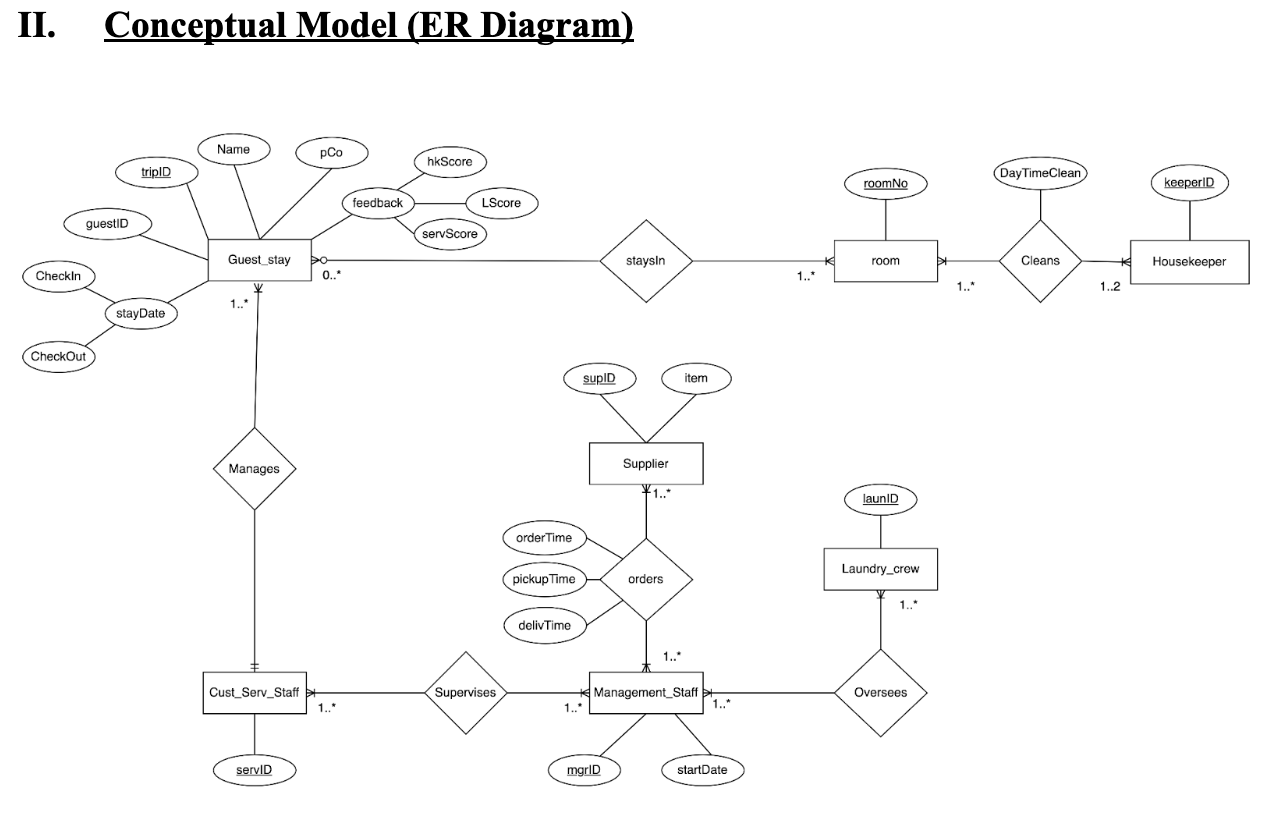 II. Conceptual Model (ER Diagram)
Name
pCo
hkScore
tripID
feedback
LScore
guestID
servScore
Guest_stay
0..*
CheckIn
stayDate
CheckOut
1..*
staysIn
1..*
roomNo
room
1..*
DayTimeClean
Cleans
1..2
keeperID
Housekeeper
Manages
supID
item
Supplier
1..*
orderTime
pickupTime
delivTime
orders
1..*
launID
Laundry_crew
1..*
Cust_Serv_Staff
1..*
Supervises
1..*
Management_Staff
1..*
Oversees
servID
mgrID
startDate